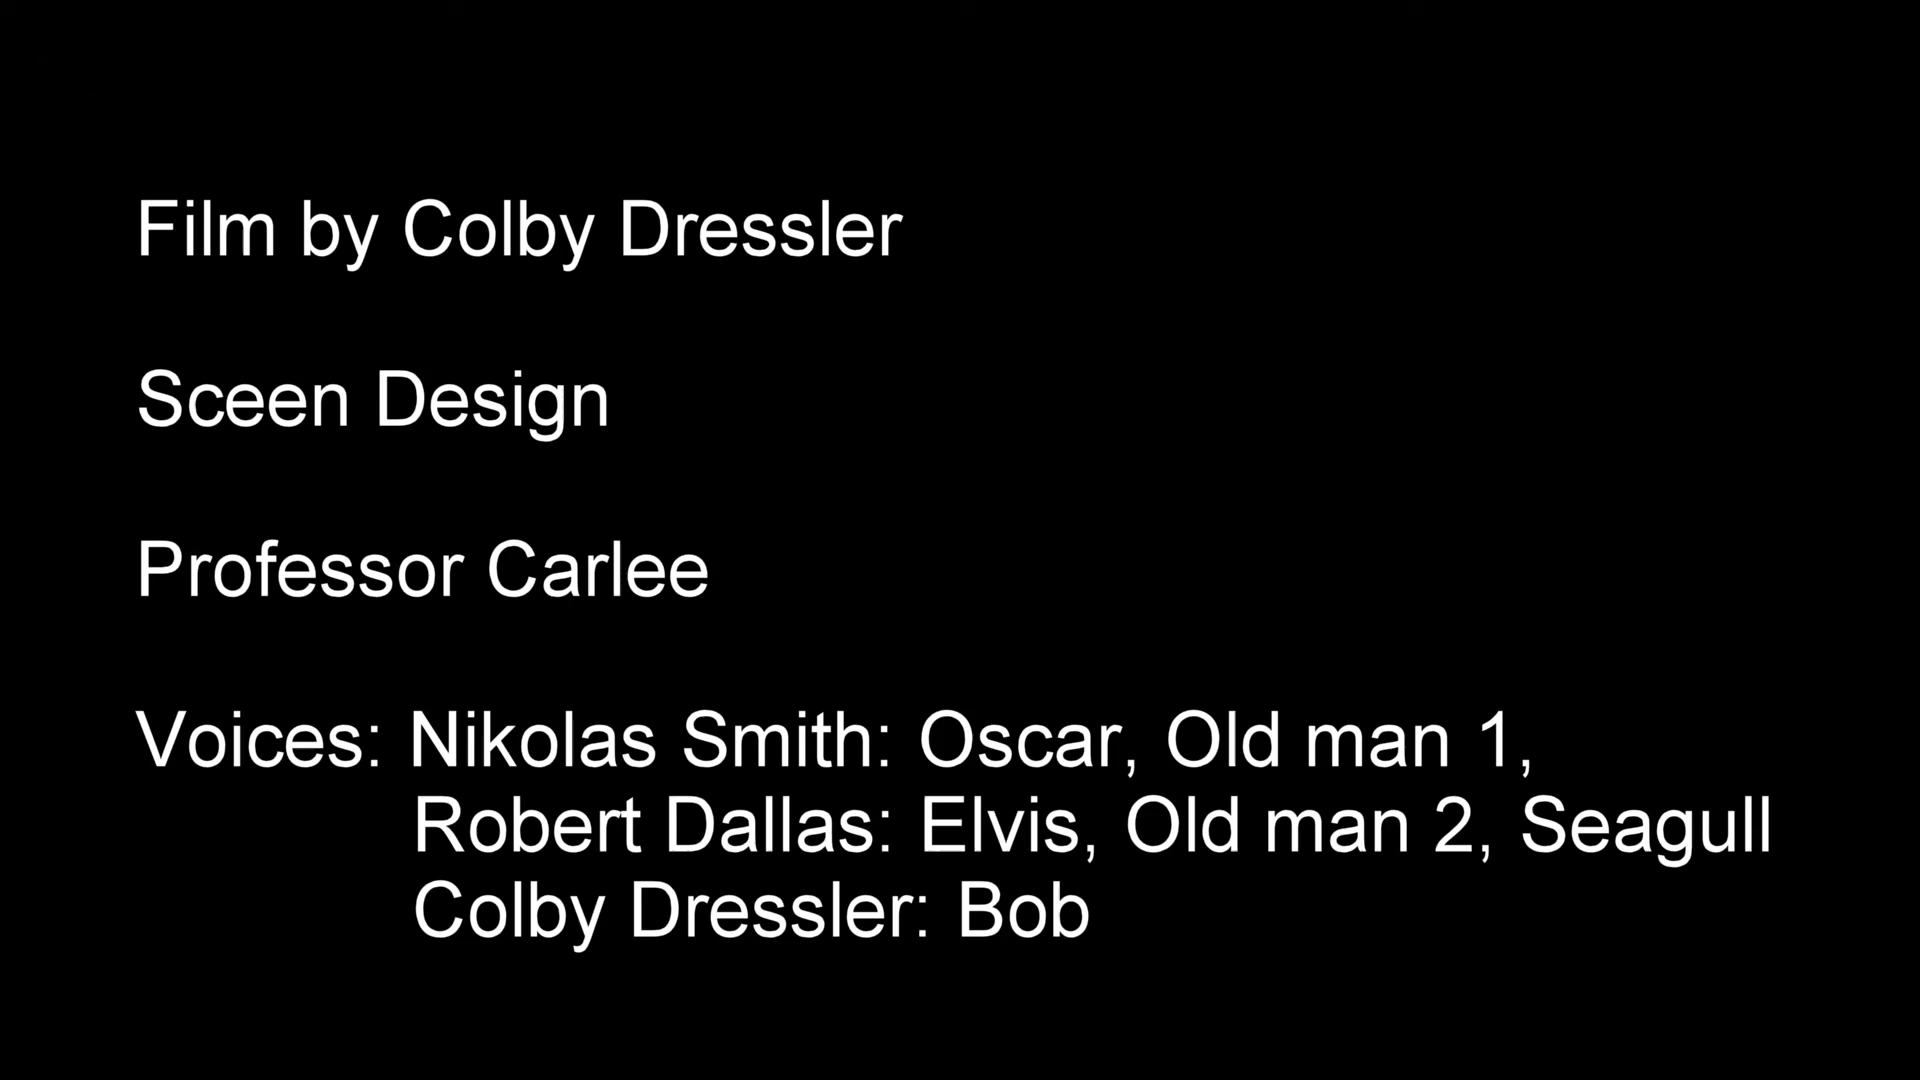 Film by Colby Dressler
Sceen Design
Professor Carlee
Voices: Nikolas Smith: Oscar, Old man 1,
Robert Dallas: Elvis, Old man 2, Seagull
Colby Dressler: Bob